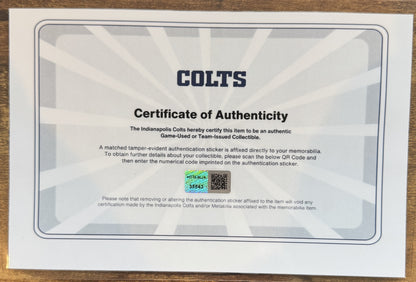 COLTS
Certificate of Authenticity
The Indianapolis Colts hereby certify this item to be an authentic
Game-Used or Team-Issued Collectible.
A matched tamper-evident authentication sticker is affixed directly to your memorabilia.
To obtain further details about your collectible, please scan the below QR Code and
then enter the numerical code imprinted on the authentication sticker.
Please note that removing or altering the authentication sticker affixed to the item will void any
certification made by the Indianapolis Colts and/or MeiGray associated with the memorabilia item.